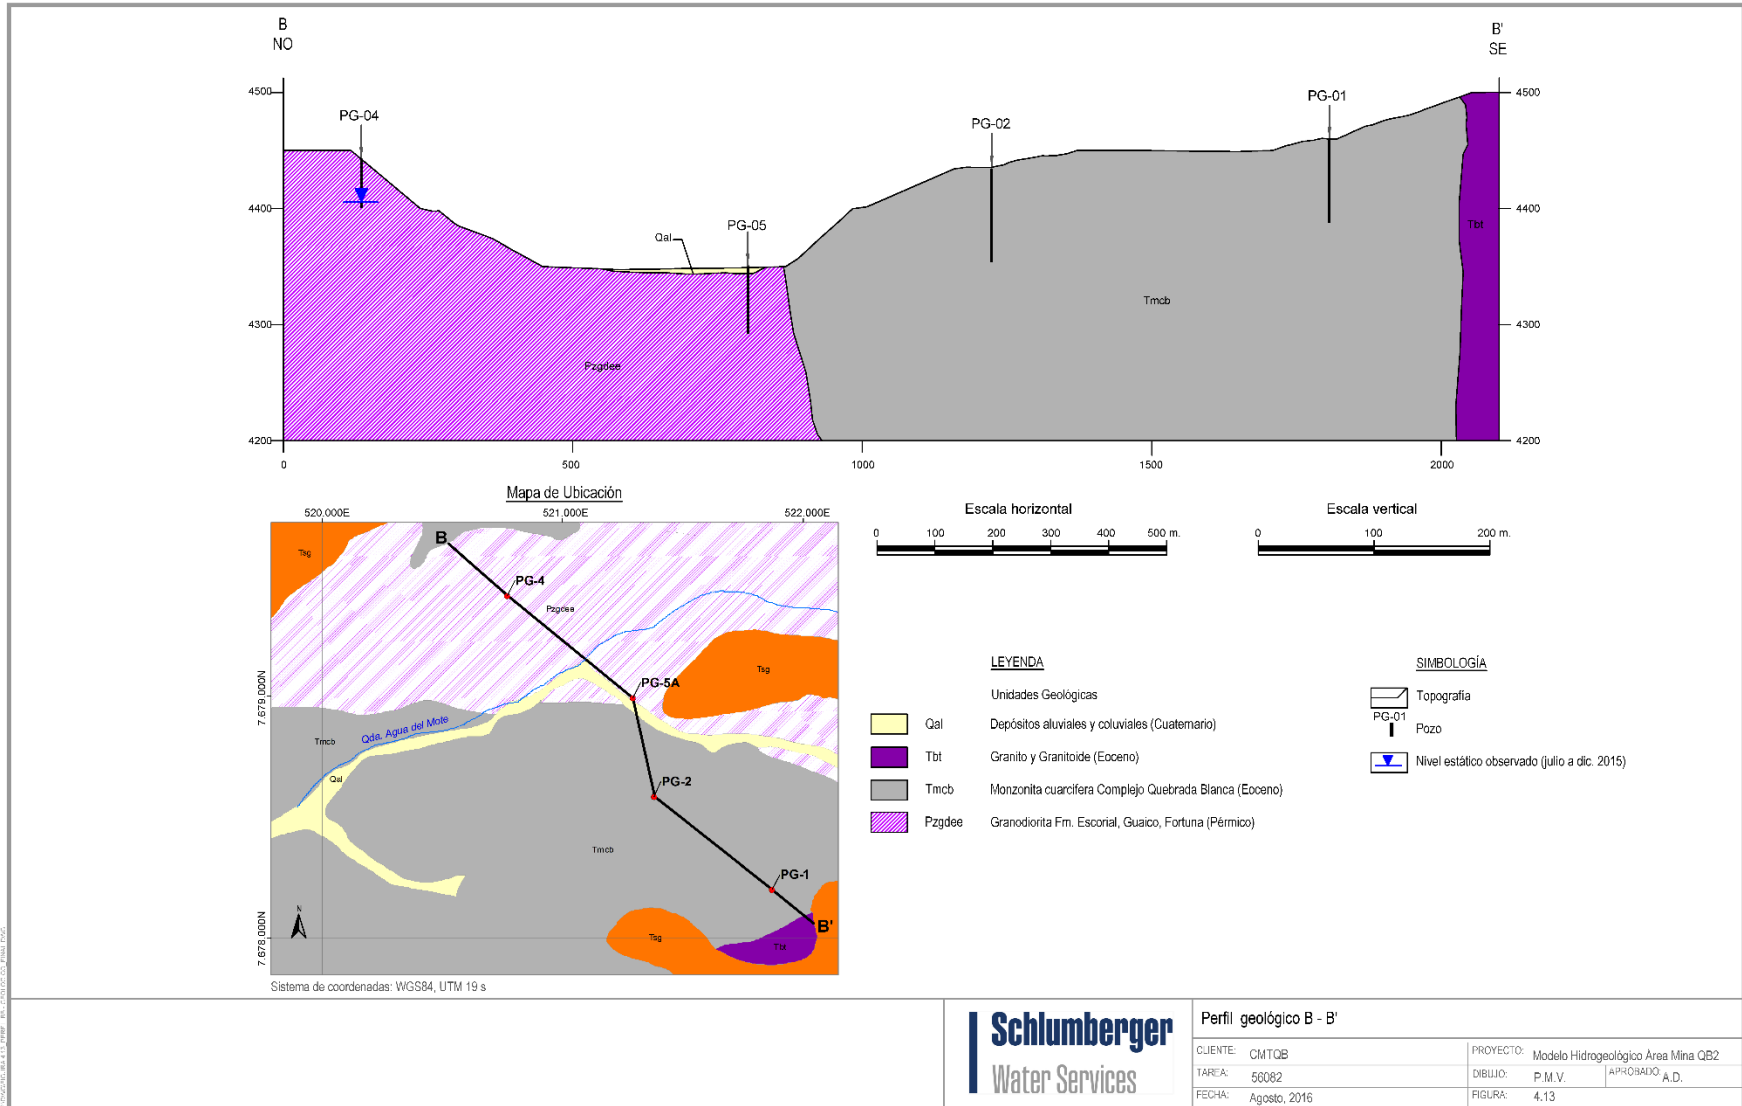 B
NO
B'
SE
4500
4400
4300
4200
4500
4400
4300
4200
PG-04
Qal
PG-05
PG-02
PG-01
Tbt
Tmcb
Pzgdee
0
500
1000
1500
2000
Mapa de Ubicación
520.000E
521.000E
522.000E
7.679.000N
7.678.000N
Tsg
B
PG-4
Pzgdee
Tsg
PG-5A
Qda. Agua del Mote
Tmcb
Qal
PG-2
Tmcb
PG-1
B'
N
Tsg
Tbt
Sistema de coordenadas: WGS84, UTM 19 s
Escala horizontal
0 100 200 300 400 500 m.
Escala vertical
0 100 200 m.
LEYENDA
Unidades Geológicas
Qal Depósitos aluviales y coluviales (Cuaternario)
Tbt Granito y Granitoide (Eoceno)
Tmcb Monzonita cuarcifera Complejo Quebrada Blanca (Eoceno)
Pzgdee Granodiorita Fm. Escorial, Guaico, Fortuna (Pérmico)
SIMBOLOGÍA
Topografía
PG-01
Pozo
Nivel estático observado (julio a dic. 2015)
Schlumberger
Water Services
Perfil geológico B - B'
CLIENTE: CMTQB
PROYECTO: Modelo Hidrogeológico Área Mina QB2
TAREA: 56082
DIBUJO: P.M.V.
APROBADO: A.D.
FECHA: Agosto, 2016
FIGURA: 4.13